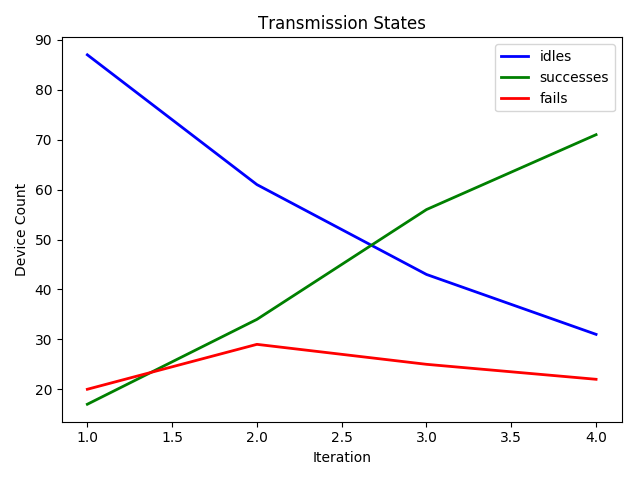 Transmission States
90
80
70
60
50
40
30
20
Device Count
idles
successes
fails
1.0 1.5 2.0 2.5 3.0 3.5 4.0
Iteration